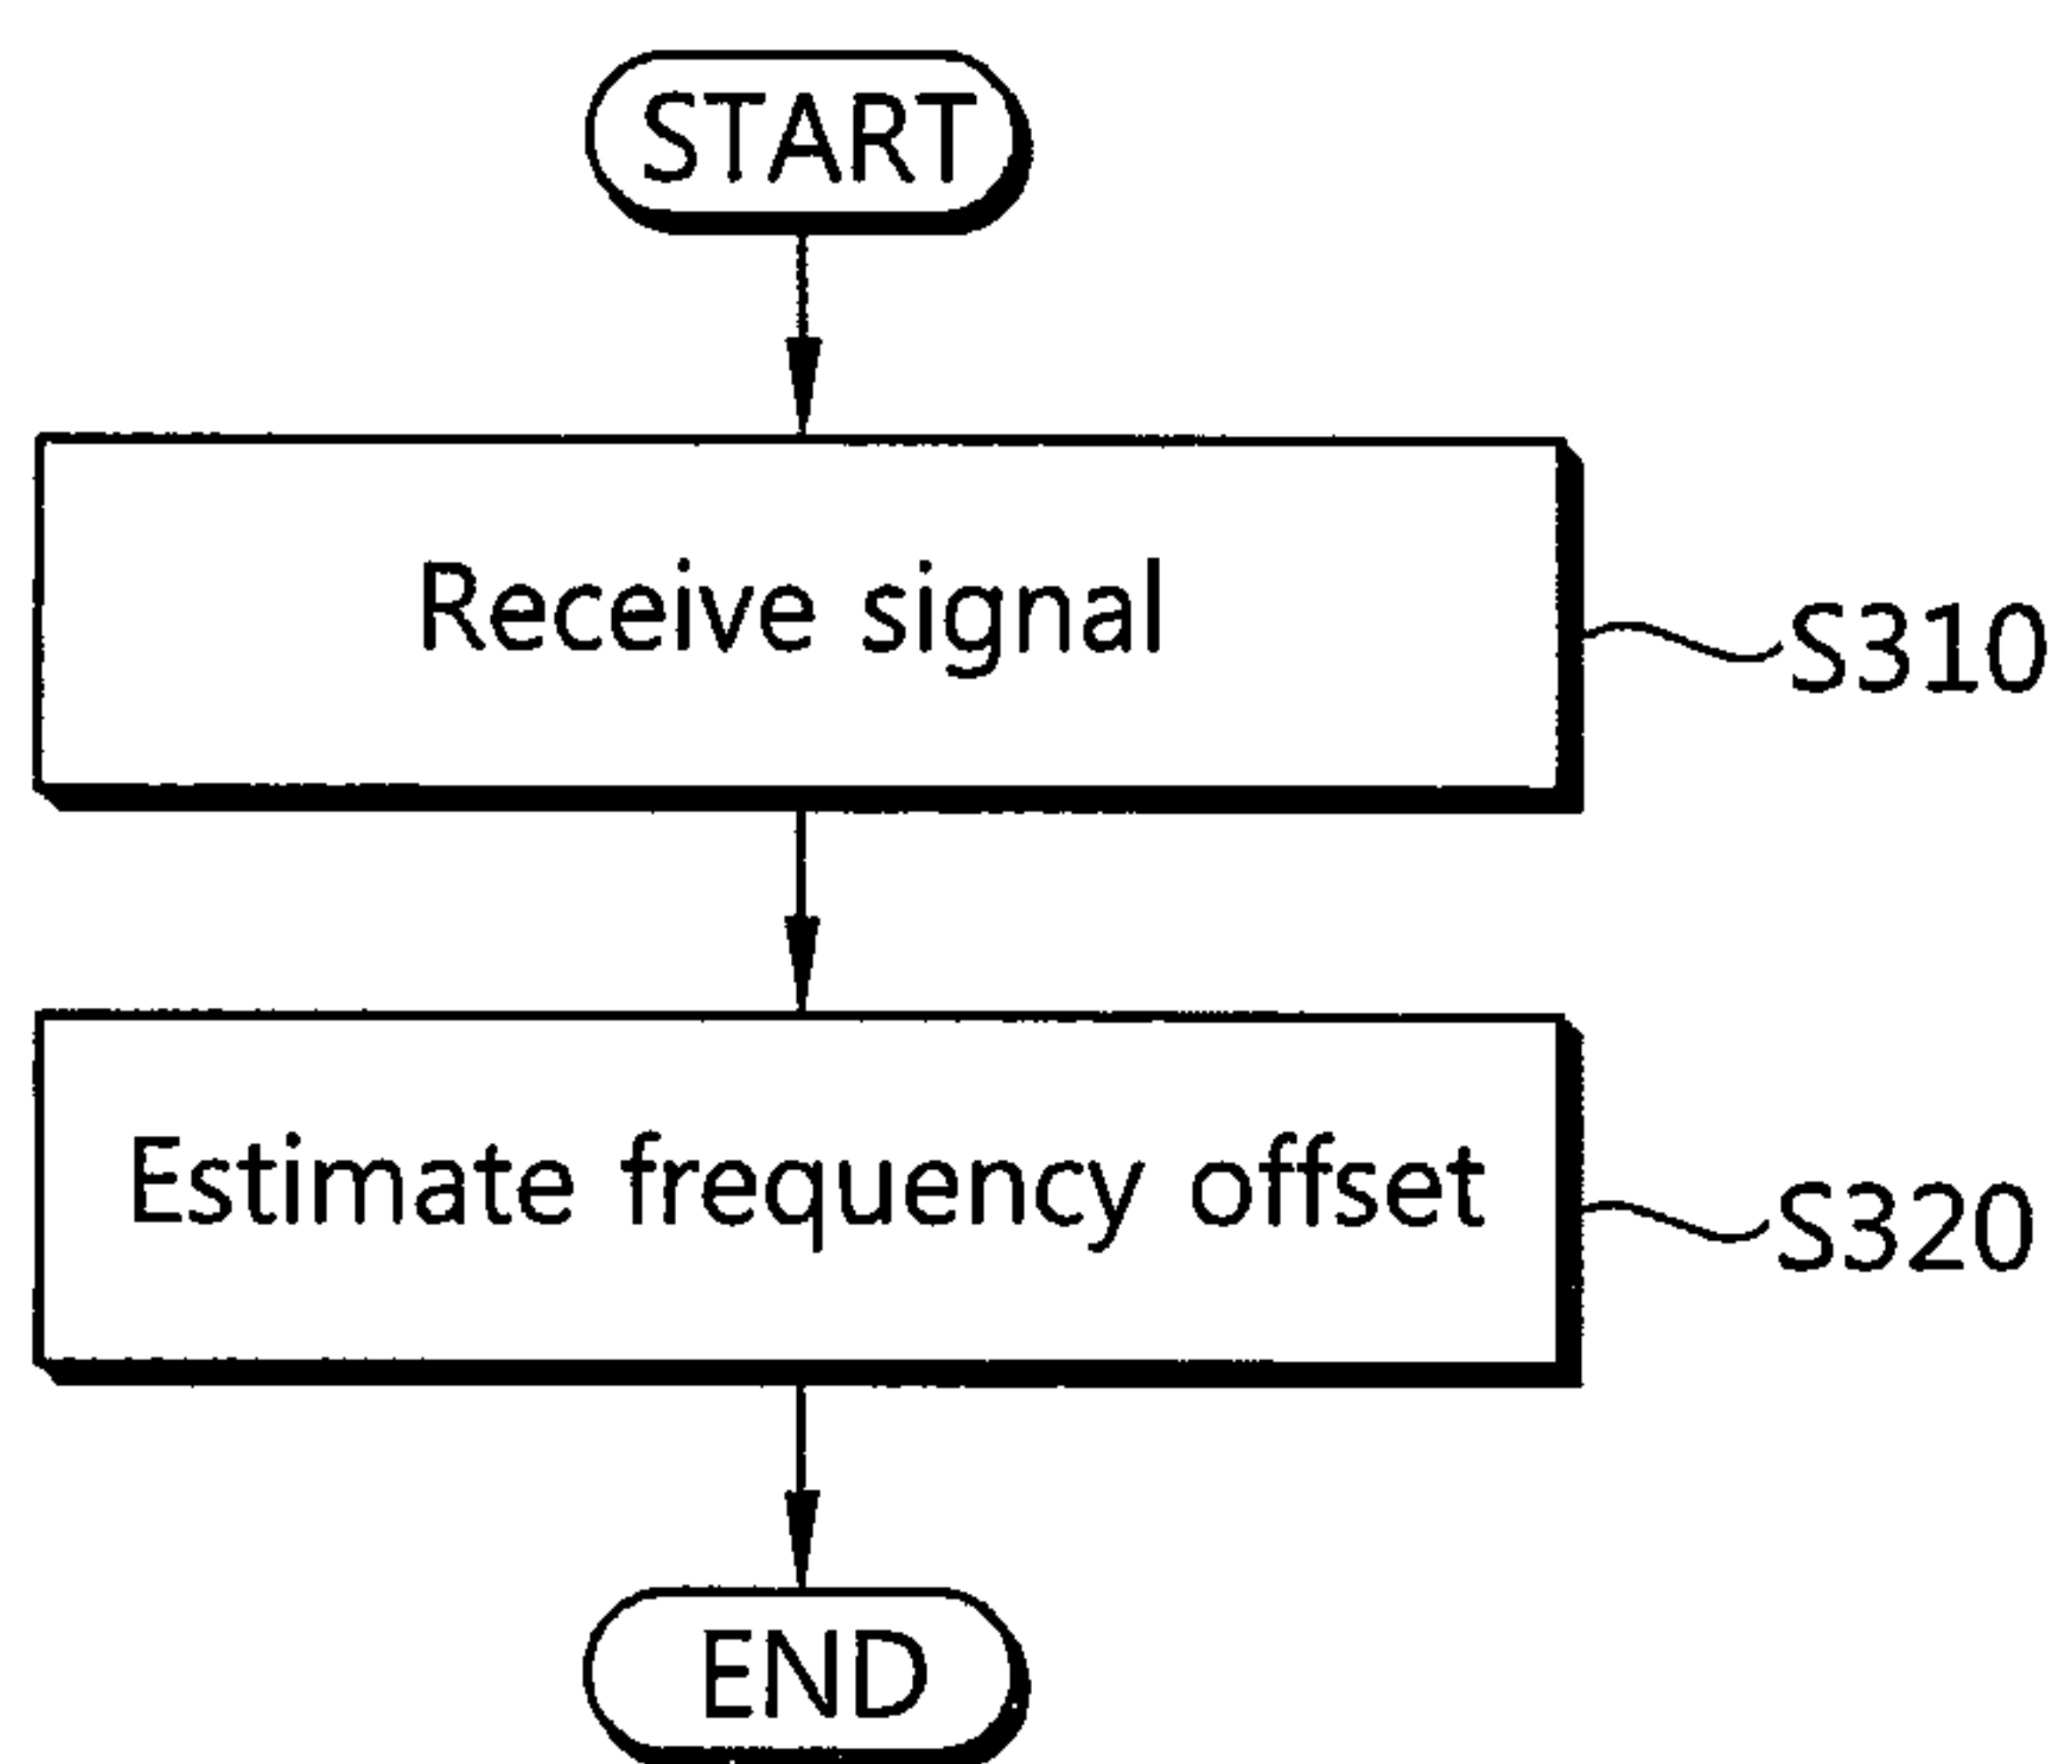 START
Receive signal
S310
Estimate frequency offset
S320
END